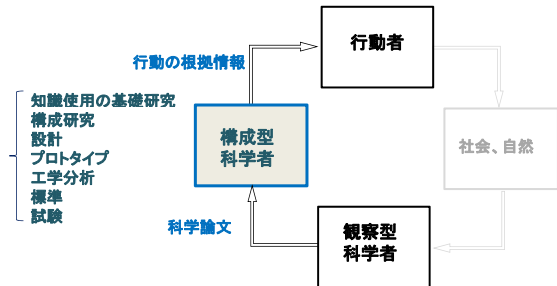 行動者
行動の根拠情報
知識使用の基礎研究
構成研究
設計
プロトタイプ
工学分析
標準
試験
構成型
科学者
社会、自然
科学論文
観察型
科学者